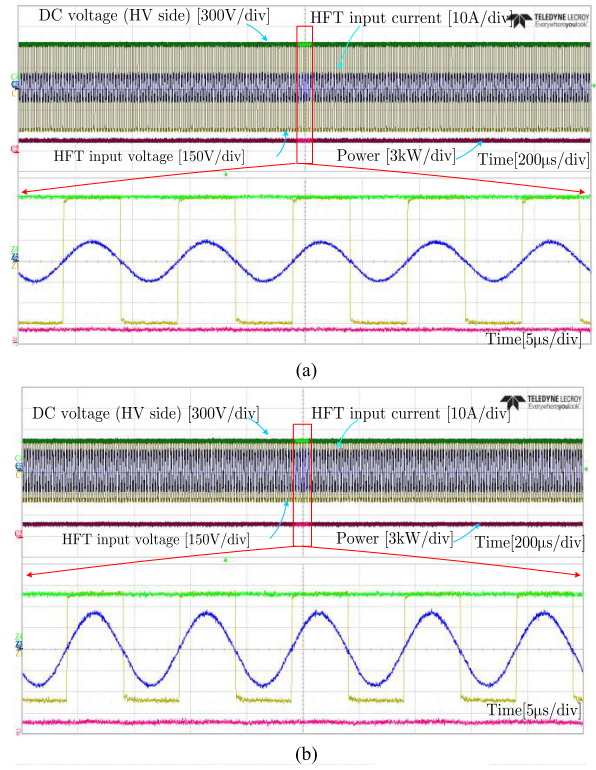 DC voltage (HV side) [300V/div]
HFT input current [10A/div]
TELEDYNE LECROY
Everywhereyoulook
HFT input voltage [150V/div]
Power [3kW/div]
Time[200μs/div]
Time[5μs/div]
(a)
DC voltage (HV side) [300V/div]
HFT input current [10A/div]
TELEDYNE LECROY
Everywhereyoulook
HFT input voltage [150V/div]
Power [3kW/div]
Time[200μs/div]
Time[5μs/div]
(b)